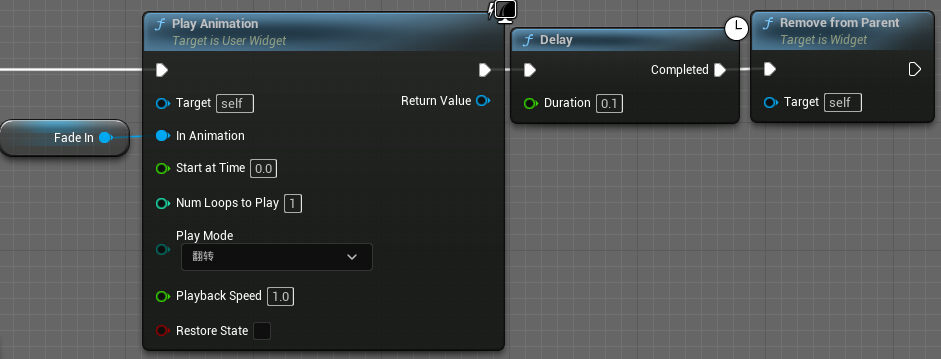 Play Animation
Target is User Widget
Target self
Return Value
Fade In
In Animation
Start at Time 0.0
Num Loops to Play 1
Play Mode
翻转
Playback Speed 1.0
Restore State
Delay
Completed
Duration 0.1
Remove from Parent
Target is Widget
Target self